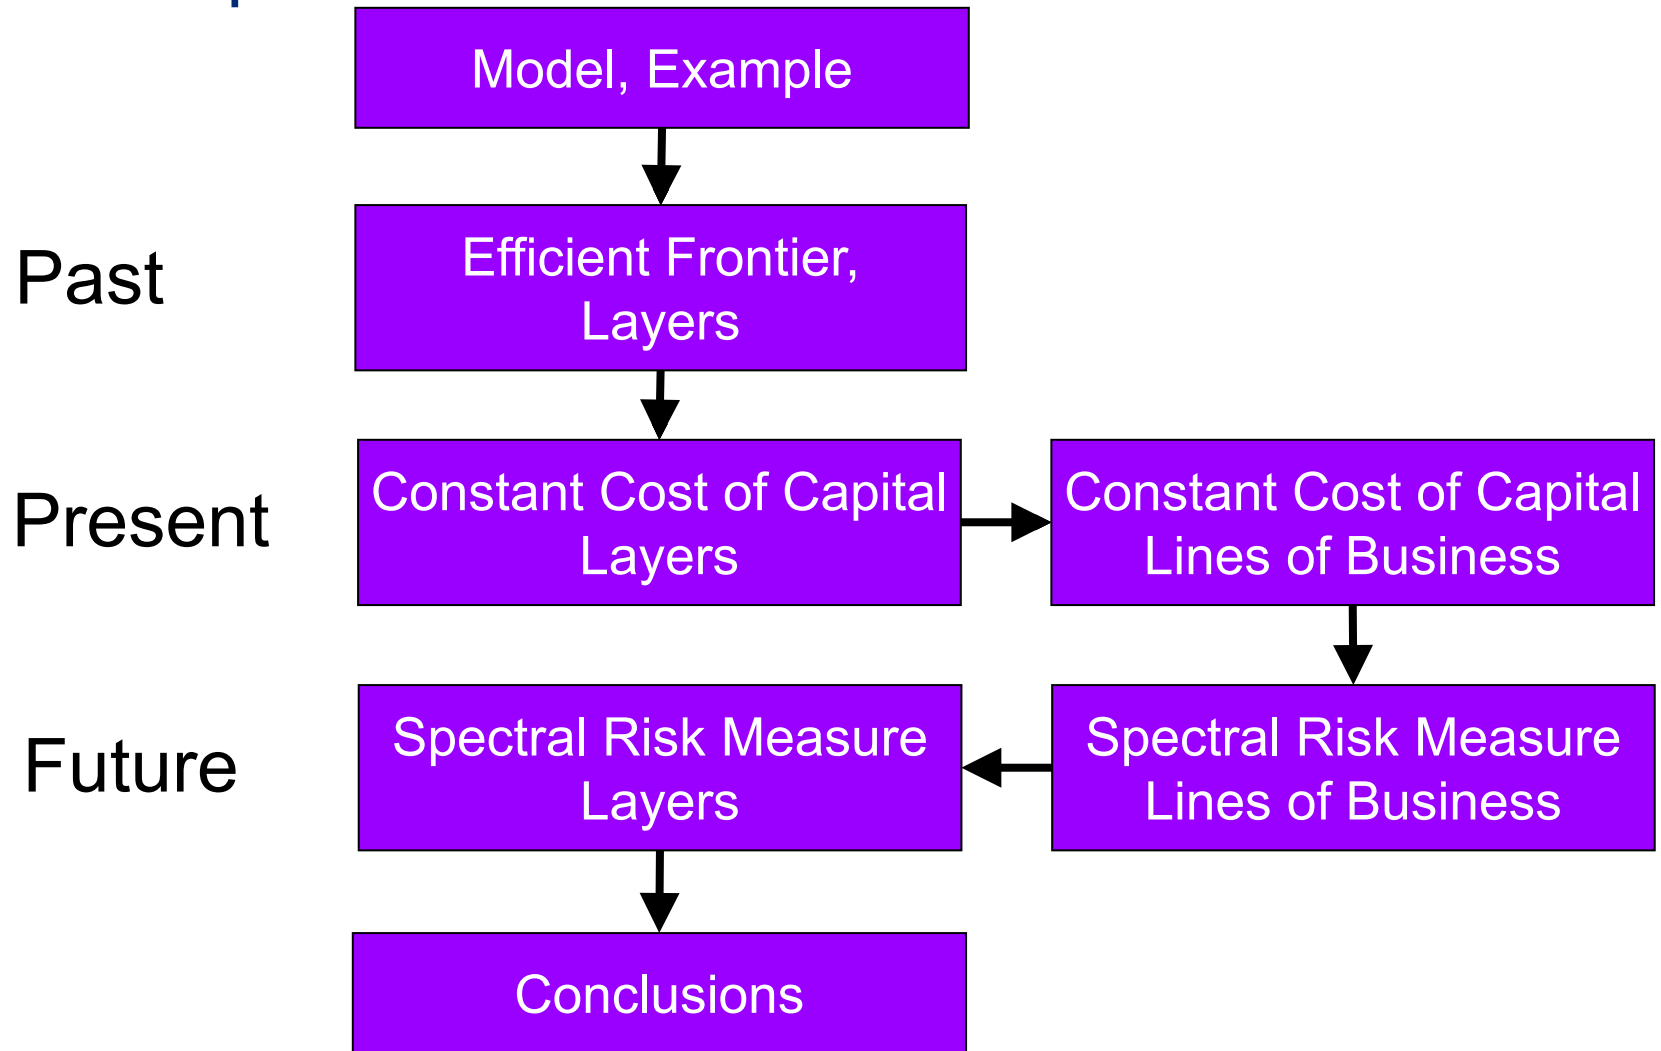 Model, Example
Past
Efficient Frontier,
Layers
Present
Constant Cost of Capital
Layers
Constant Cost of Capital
Lines of Business
Future
Spectral Risk Measure
Layers
Spectral Risk Measure
Lines of Business
Conclusions